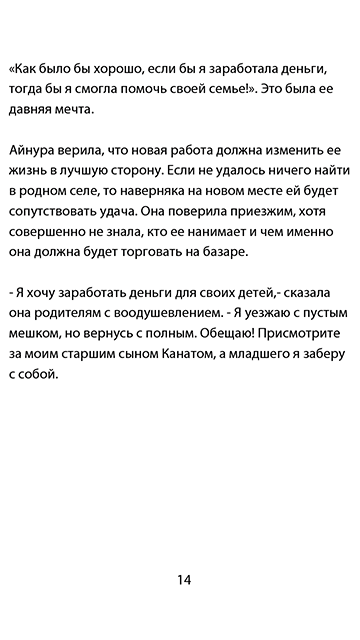 «Как было бы хорошо, если бы я заработала деньги,
тогда бы я смогла помочь своей семье!». Это была ее
давняя мечта.
Айнура верила, что новая работа должна изменить ее
жизнь в лучшую сторону. Если не удалось ничего найти
в родном селе, то наверняка на новом месте ей будет
сопутствовать удача. Она поверила приезжим, хотя
совершенно не знала, кто ее нанимает и чем именно
она должна будет торговать на базаре.
- Я хочу заработать деньги для своих детей,- сказала
она родителям с воодушевлением. - Я уезжаю с пустым
мешком, но вернусь с полным. Обещаю! Присмотрите
за моим старшим сыном Канатом, а младшего я заберу
с собой.
14